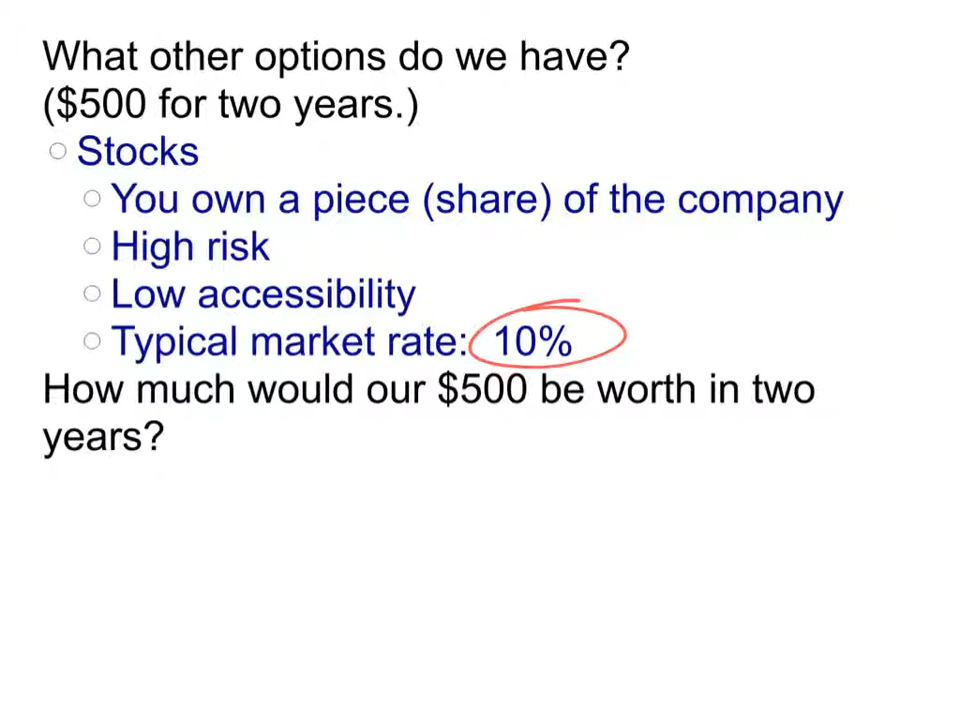 What other options do we have?
($500 for two years.)
Stocks
You own a piece (share) of the company
High risk
Low accessibility
Typical market rate: 10%
How much would our $500 be worth in two
years?